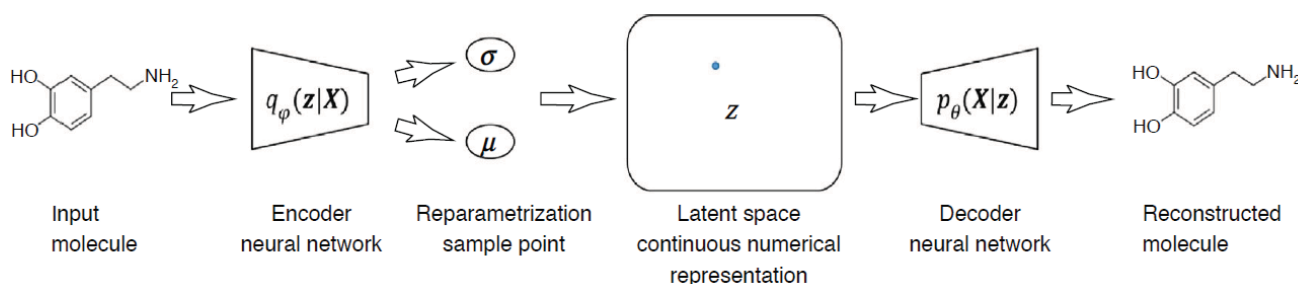 HO
HO
NH2
qφ(z|X)
σ
μ
z
pθ(X|z)
HO
HO
NH2
Input
molecule
Encoder
neural network
Reparametrization
sample point
Latent space
continuous numerical
representation
Decoder
neural network
Reconstructed
molecule